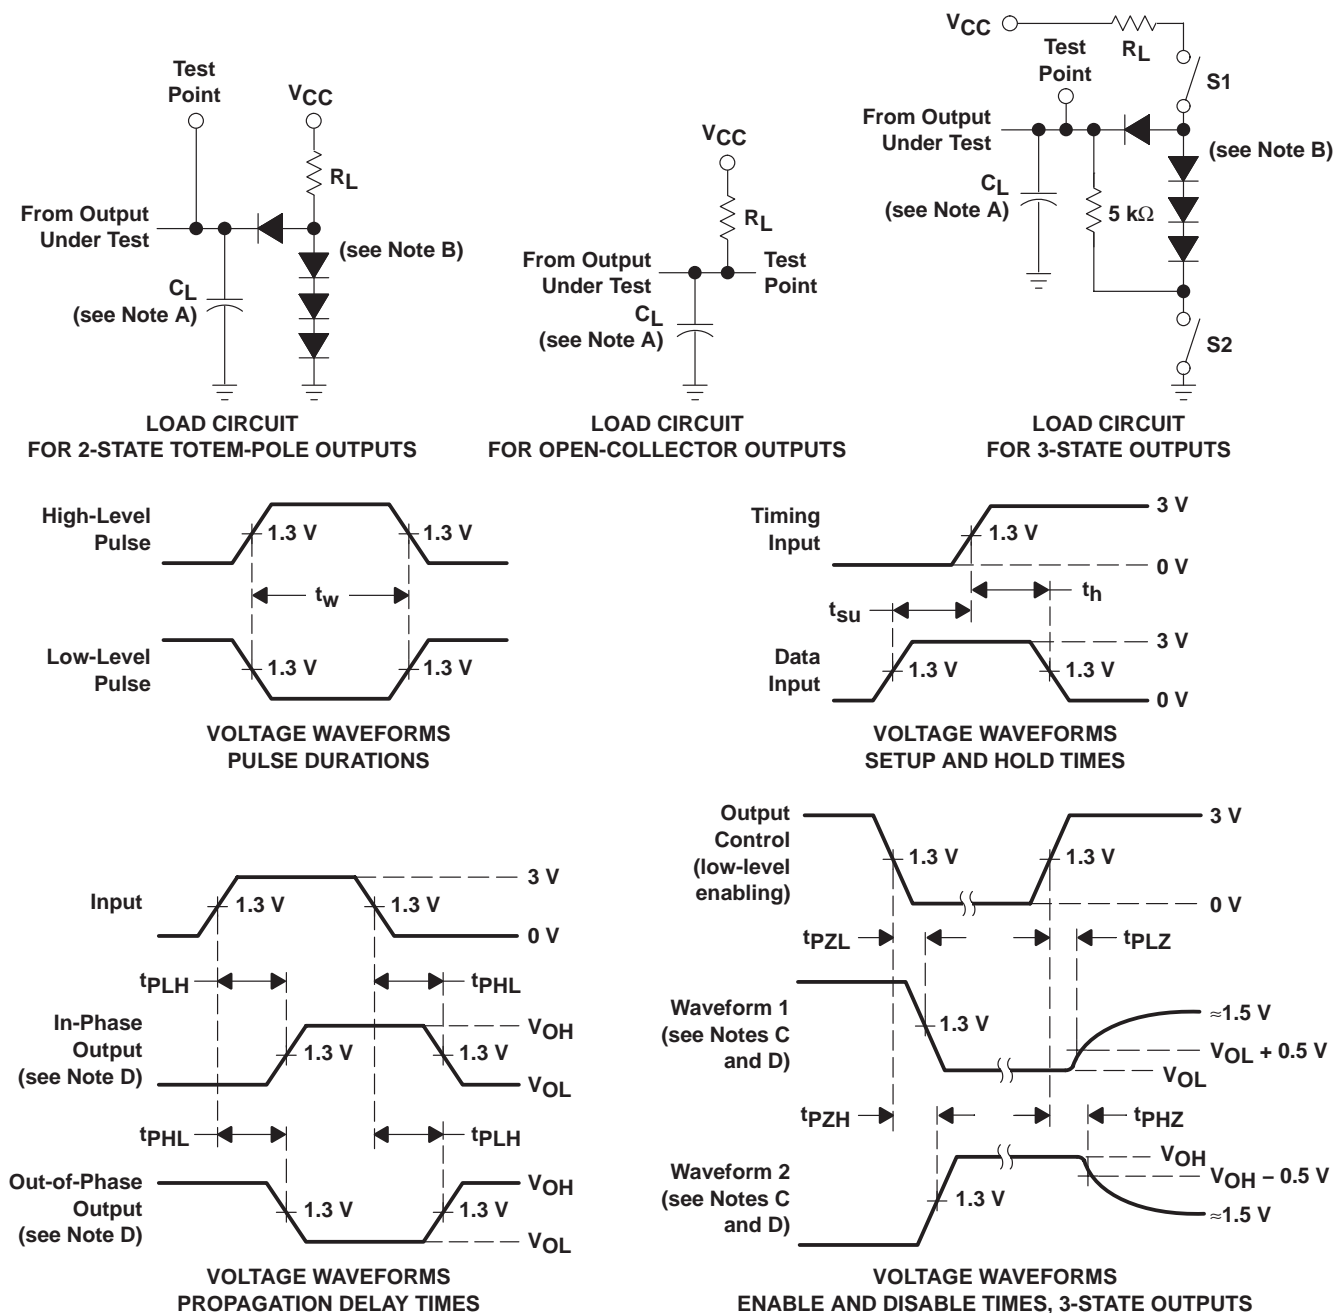 Test
Point
VCC
RL
From Output
Under Test
(see Note B)
CL
(see Note A)
LOAD CIRCUIT
FOR 2-STATE TOTEM-POLE OUTPUTS
VCC
RL
From Output
Under Test
Test
Point
CL
(see Note A)
LOAD CIRCUIT
FOR OPEN-COLLECTOR OUTPUTS
VCC
RL
Test
Point
S1
From Output
Under Test
(see Note B)
CL
(see Note A)
5 kΩ
S2
LOAD CIRCUIT
FOR 3-STATE OUTPUTS
High-Level
Pulse
1.3 V
1.3 V
tw
Low-Level
Pulse
1.3 V
1.3 V
VOLTAGE WAVEFORMS
PULSE DURATIONS
Timing
Input
1.3 V
3 V
0 V
th
tsu
Data
Input
1.3 V
1.3 V
3 V
0 V
VOLTAGE WAVEFORMS
SETUP AND HOLD TIMES
Input
1.3 V
1.3 V
3 V
0 V
tPLH
tPHL
In-Phase
Output
(see Note D)
1.3 V
1.3 V
VOH
VOL
tPHL
tPLH
Out-of-Phase
Output
(see Note D)
1.3 V
1.3 V
VOH
VOL
VOLTAGE WAVEFORMS
PROPAGATION DELAY TIMES
Output
Control
(low-level
enabling)
1.3 V
1.3 V
3 V
0 V
tPZL
tPLZ
Waveform 1
(see Notes C
and D)
1.3 V
≈1.5 V
VOL + 0.5 V
VOL
tPZH
tPHZ
Waveform 2
(see Notes C
and D)
1.3 V
VOH
VOH – 0.5 V
≈1.5 V
VOLTAGE WAVEFORMS
ENABLE AND DISABLE TIMES, 3-STATE OUTPUTS